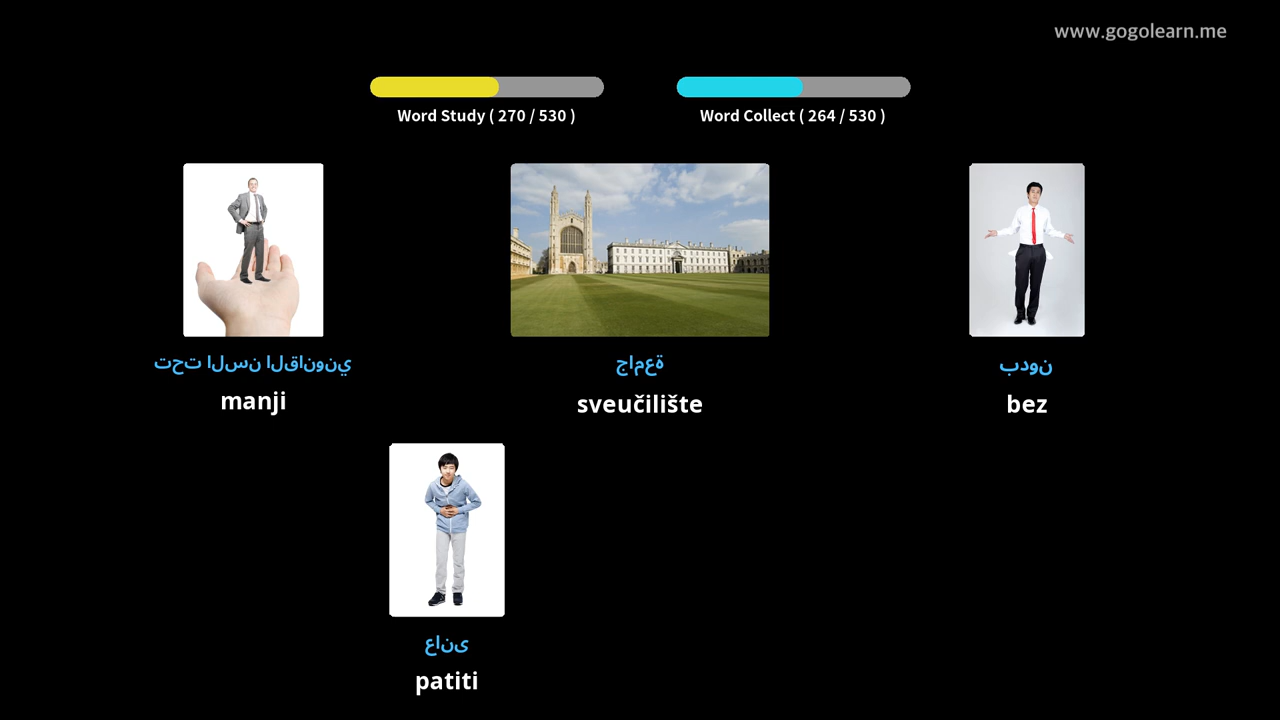 www.gogolearn.me
Word Study ( 270 / 530 )
Word Collect ( 264 / 530 )
تحت السن القانوني
manji
جامعة
sveučilište
بدون
bez
عانى
patiti